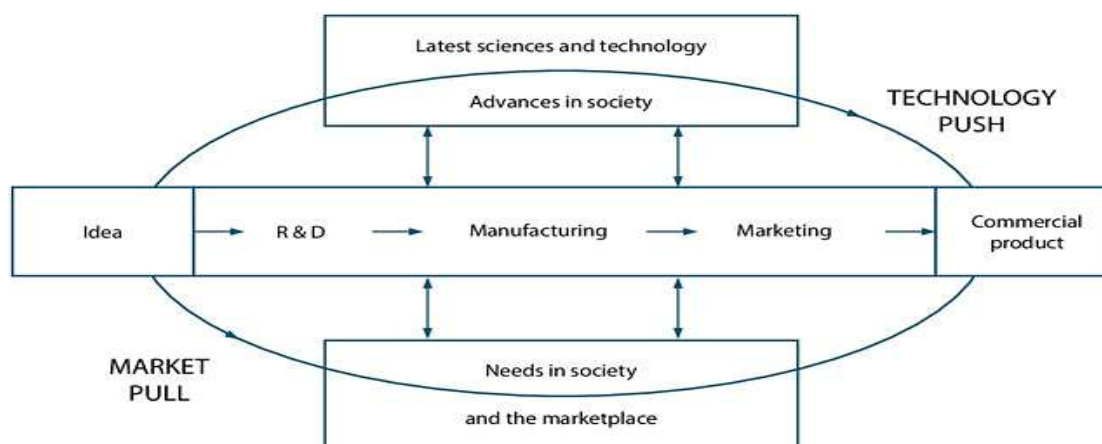 Latest sciences and technology
Advances in society
TECHNOLOGY
PUSH
Idea
R & D
Manufacturing
Marketing
Commercial
product
MARKET
PULL
Needs in society
and the marketplace